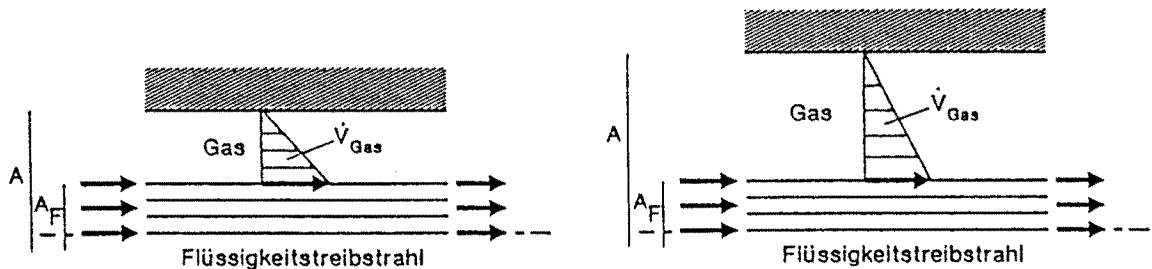 Gas
V̇Gas
A
AF
Flüssigkeitstreibstrahl
Gas
V̇Gas
A
AF
Flüssigkeitstreibstrahl